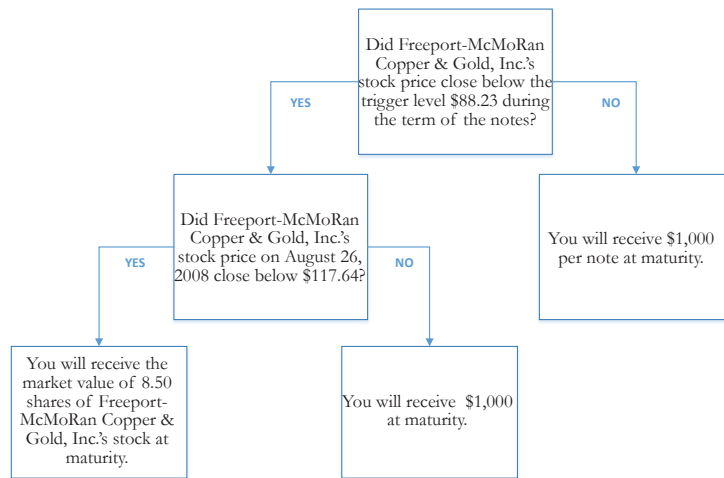 Did Freeport-McMoRan
Copper & Gold, Inc.'s
stock price close below the
trigger level $88.23 during
the term of the notes?
YES
NO
Did Freeport-McMoRan
Copper & Gold, Inc.'s
stock price on August 26,
2008 close below $117.64?
You will receive $1,000
per note at maturity.
YES
NO
You will receive the
market value of 8.50
shares of Freeport-
McMoRan Copper &
Gold, Inc.'s stock at
maturity.
You will receive $1,000
at maturity.